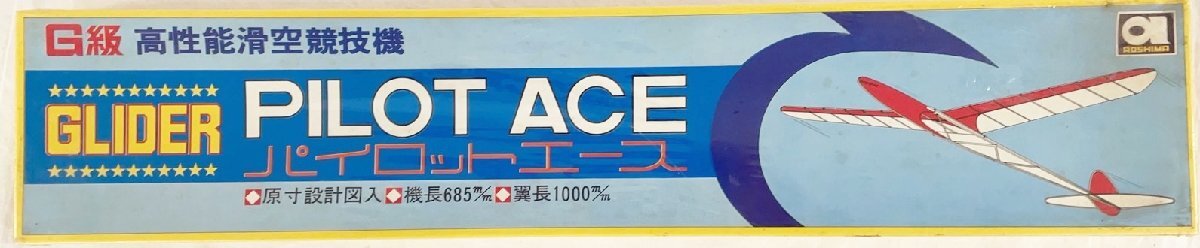 G級 高性能滑空競技機
GLIDER
PILOT ACE
パイロットエース
原寸設計図入 機長685m/m 翼長1000m/m
AOSHIMA